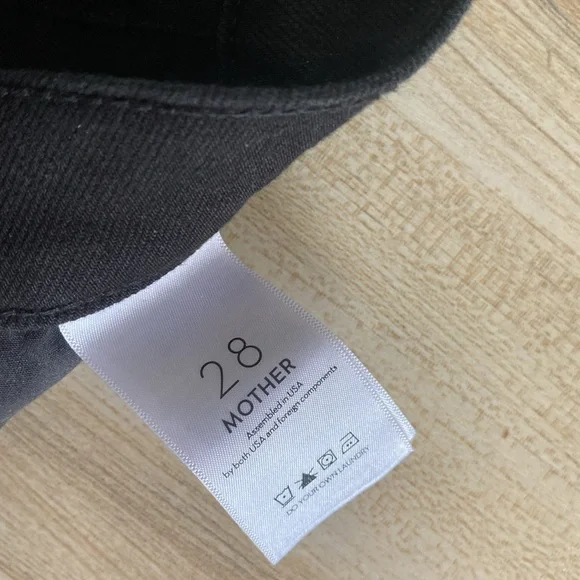 28
MOTHER
Assembled in USA
by both USA and foreign components
DO YOUR OWN LAUNDRY